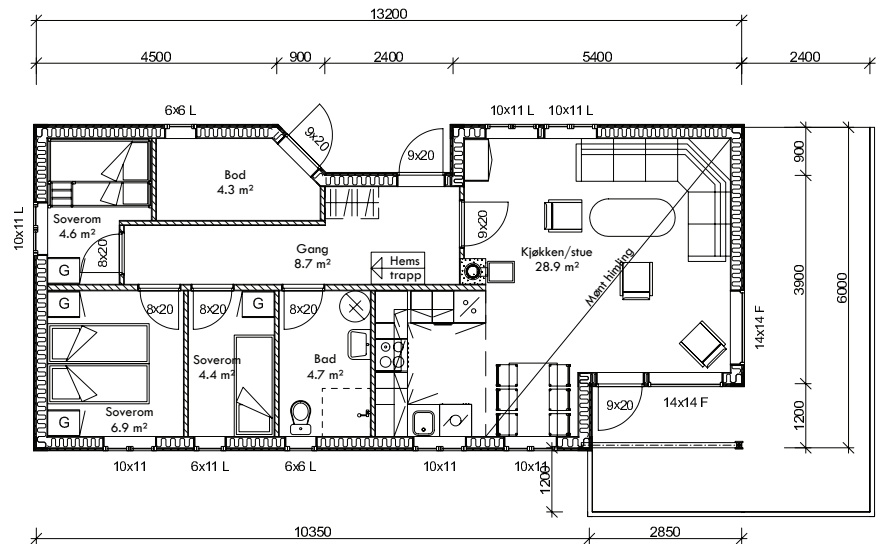 13200
4500
900
2400
5400
2400
6x6 L
10x11 L
10x11 L
9x20
9x20
900
Bod
4.3 m²
10x11 L
Soverom
4.6 m²
9x20
8x20
Gang
8.7 m²
Kjøkken/stue
28.9 m²
Hems
trapp
Mønt himling
G
3900
6000
G
8x20
8x20
G
8x20
14x14 F
Soverom
4.4 m²
Bad
4.7 m²
9x20
14x14 F
Soverom
6.9 m²
G
1200
10x11
6x11 L
6x6 L
10x11
10x11
1200
10350
2850